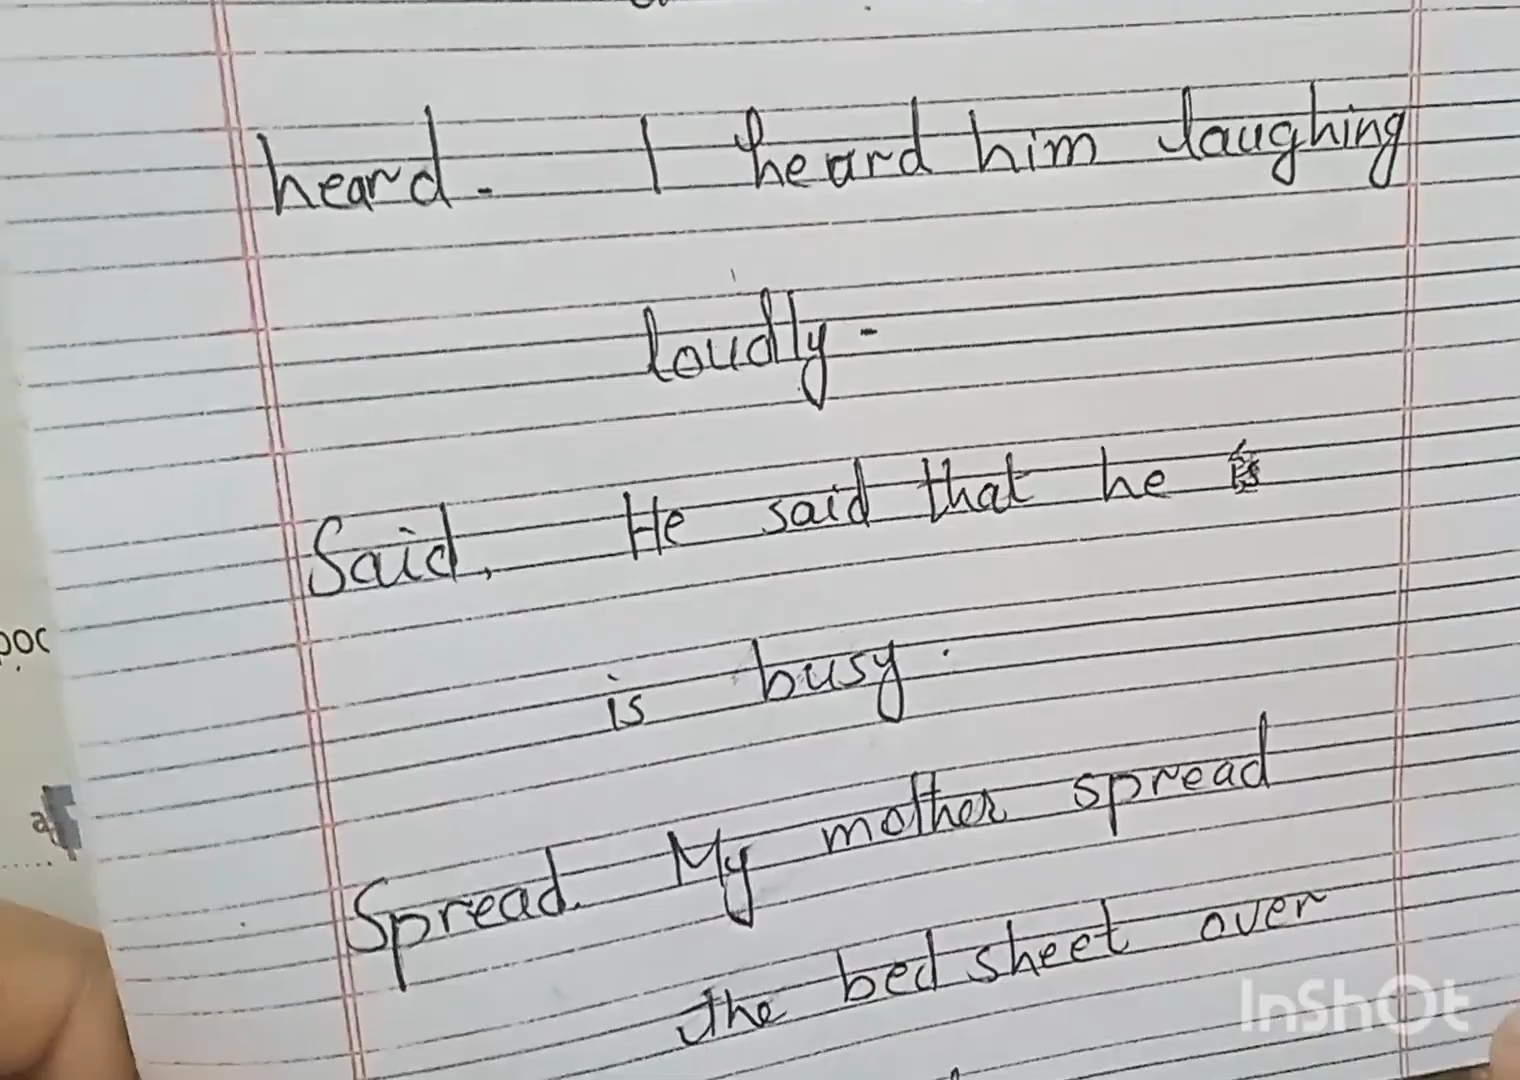 heard. I heard him laughing
loudly.
Said, He said that he
is busy.
Spread. My mother spread
the bed sheet over
InShOt